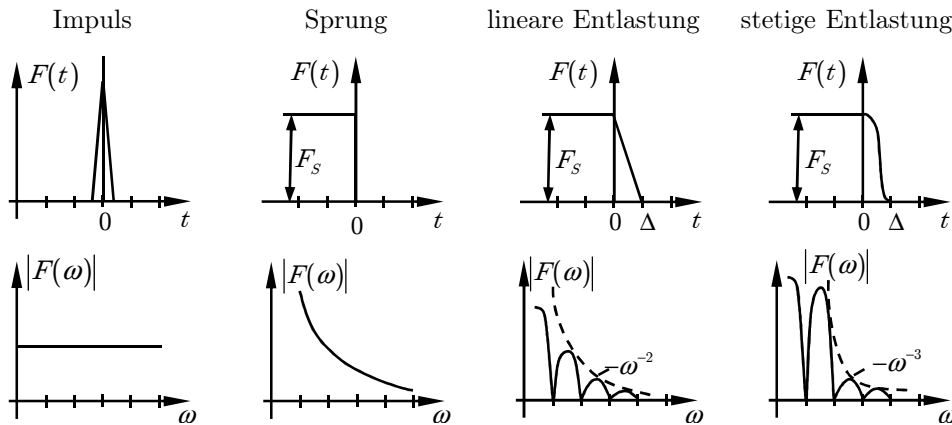 Impuls Sprung lineare Entlastung stetige Entlastung
F(t) F(t) F(t) F(t)
F_S F_S F_S
0 t 0 t 0 Δ t 0 Δ t
|F(ω)| |F(ω)| |F(ω)| |F(ω)|
~ω⁻² ~ω⁻³
ω ω ω ω